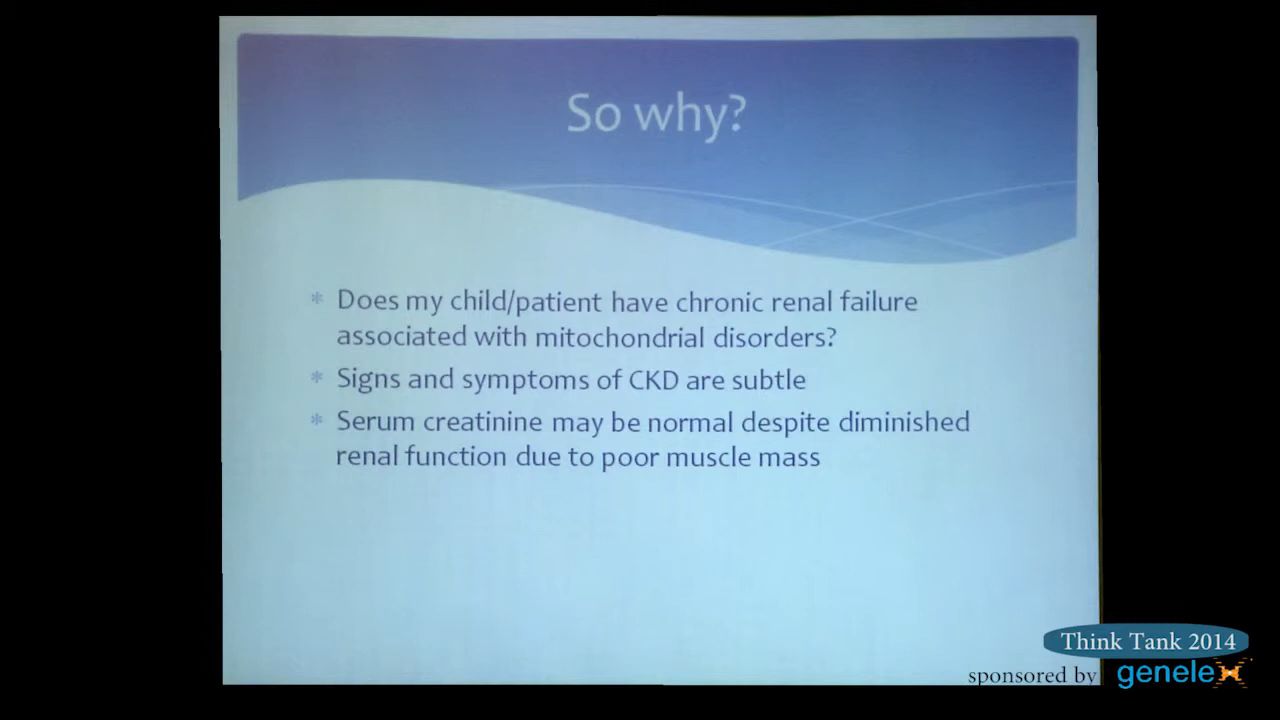 So why?
* Does my child/patient have chronic renal failure
associated with mitochondrial disorders?
* Signs and symptoms of CKD are subtle
* Serum creatinine may be normal despite diminished
renal function due to poor muscle mass
Think Tank 2014
sponsored by genelex